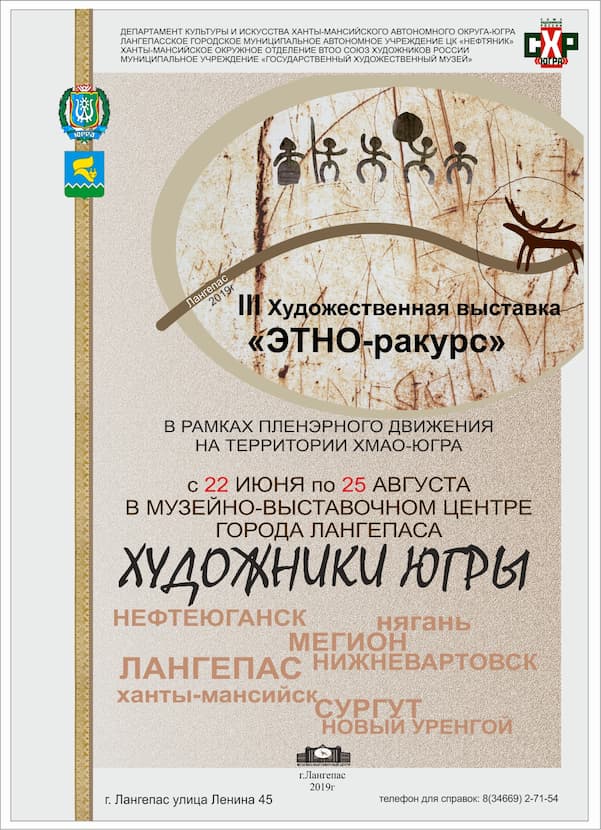 ДЕПАРТАМЕНТ КУЛЬТУРЫ И ИСКУССТВА ХАНТЫ-МАНСИЙСКОГО АВТОНОМНОГО ОКРУГА-ЮГРА
ЛАНГЕПАССКОЕ ГОРОДСКОЕ МУНИЦИПАЛЬНОЕ АВТОНОМНОЕ УЧРЕЖДЕНИЕ ЦК «НЕФТЯНИК»
ХАНТЫ-МАНСИЙСКОЕ ОКРУЖНОЕ ОТДЕЛЕНИЕ ВТОО СОЮЗ ХУДОЖНИКОВ РОССИИ
МУНИЦИПАЛЬНОЕ УЧРЕЖДЕНИЕ «ГОСУДАРСТВЕННЫЙ ХУДОЖЕСТВЕННЫЙ МУЗЕЙ»
СХР
«ЮГРА»
ЮГРА
Лангепас
2019г
III Художественная выставка
«ЭТНО-ракурс»
В РАМКАХ ПЛЕНЭРНОГО ДВИЖЕНИЯ
НА ТЕРРИТОРИИ ХМАО-ЮГРА
с 22 ИЮНЯ по 25 АВГУСТА
В МУЗЕЙНО-ВЫСТАВОЧНОМ ЦЕНТРЕ
ГОРОДА ЛАНГЕПАСА
ХУДОЖНИКИ ЮГРЫ
НЕФТЕЮГАНСК
нягань
МЕГИОН
ЛАНГЕПАС
НИЖНЕВАРТОВСК
ханты-мансийск
СУРГУТ
НОВЫЙ УРЕНГОЙ
г.Лангепас
2019г
г. Лангепас улица Ленина 45
телефон для справок: 8(34669) 2-71-54